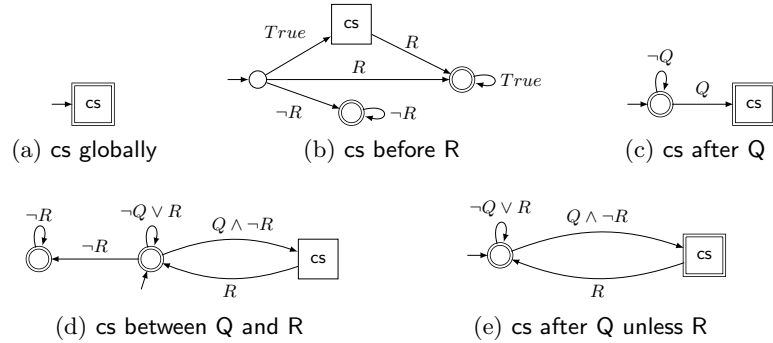 cs
True
R
R
True
¬R
¬R
cs
¬Q
Q
cs
(a) cs globally
(b) cs before R
(c) cs after Q
¬R
¬R
¬Q ∨ R
Q ∧ ¬R
R
cs
¬Q ∨ R
Q ∧ ¬R
R
cs
(d) cs between Q and R
(e) cs after Q unless R